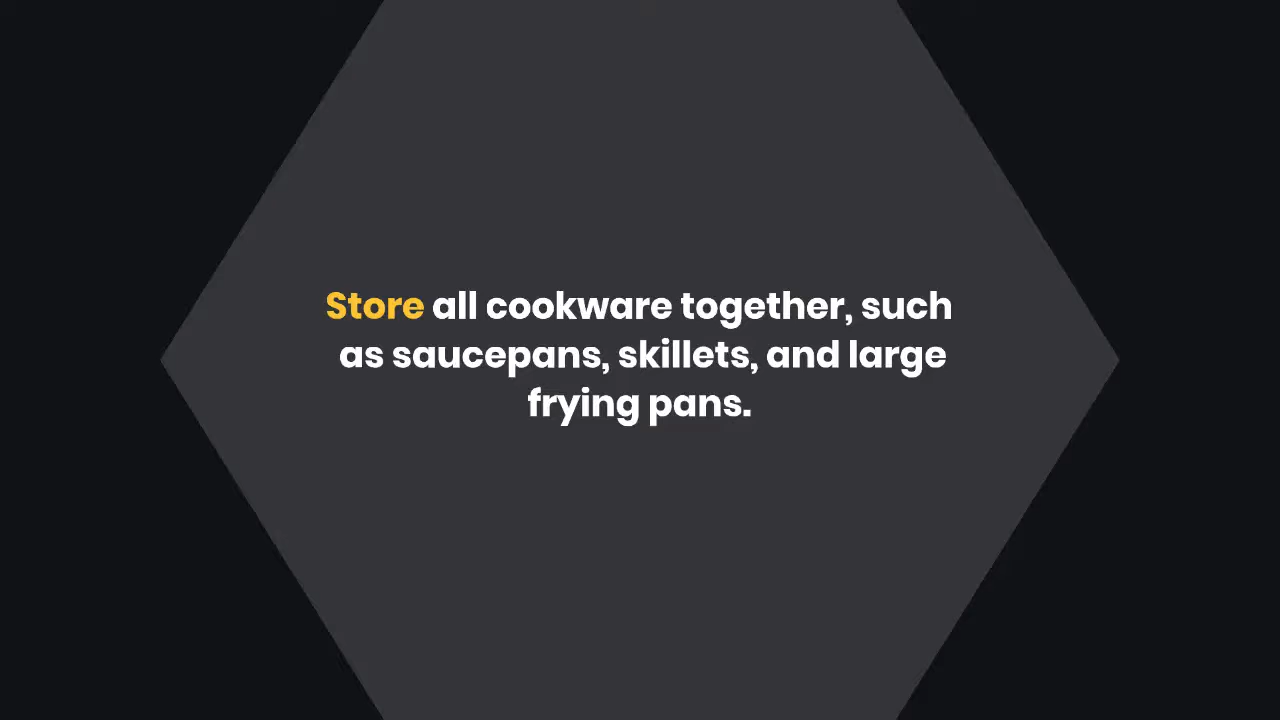 Store all cookware together, such
as saucepans, skillets, and large
frying pans.